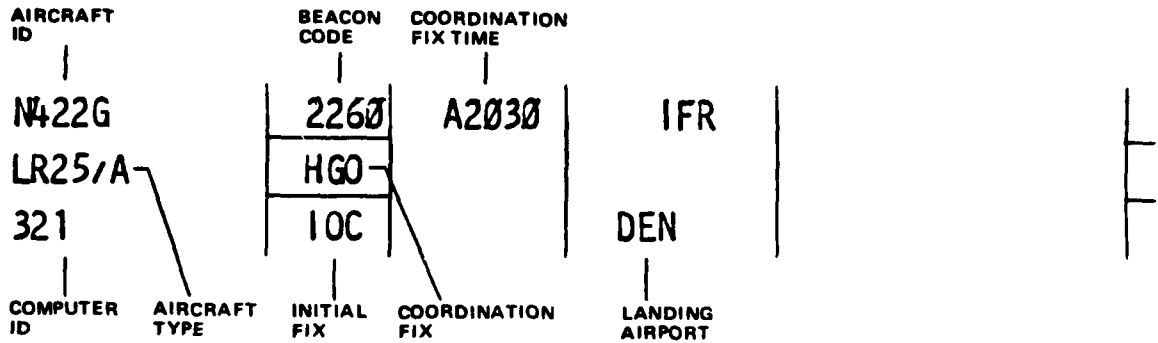 AIRCRAFT ID
BEACON CODE
COORDINATION FIX TIME
N422G 2260 A2030 IFR
LR25/A HGO
321 IOC DEN
COMPUTER ID
AIRCRAFT TYPE
INITIAL FIX
COORDINATION FIX
LANDING AIRPORT